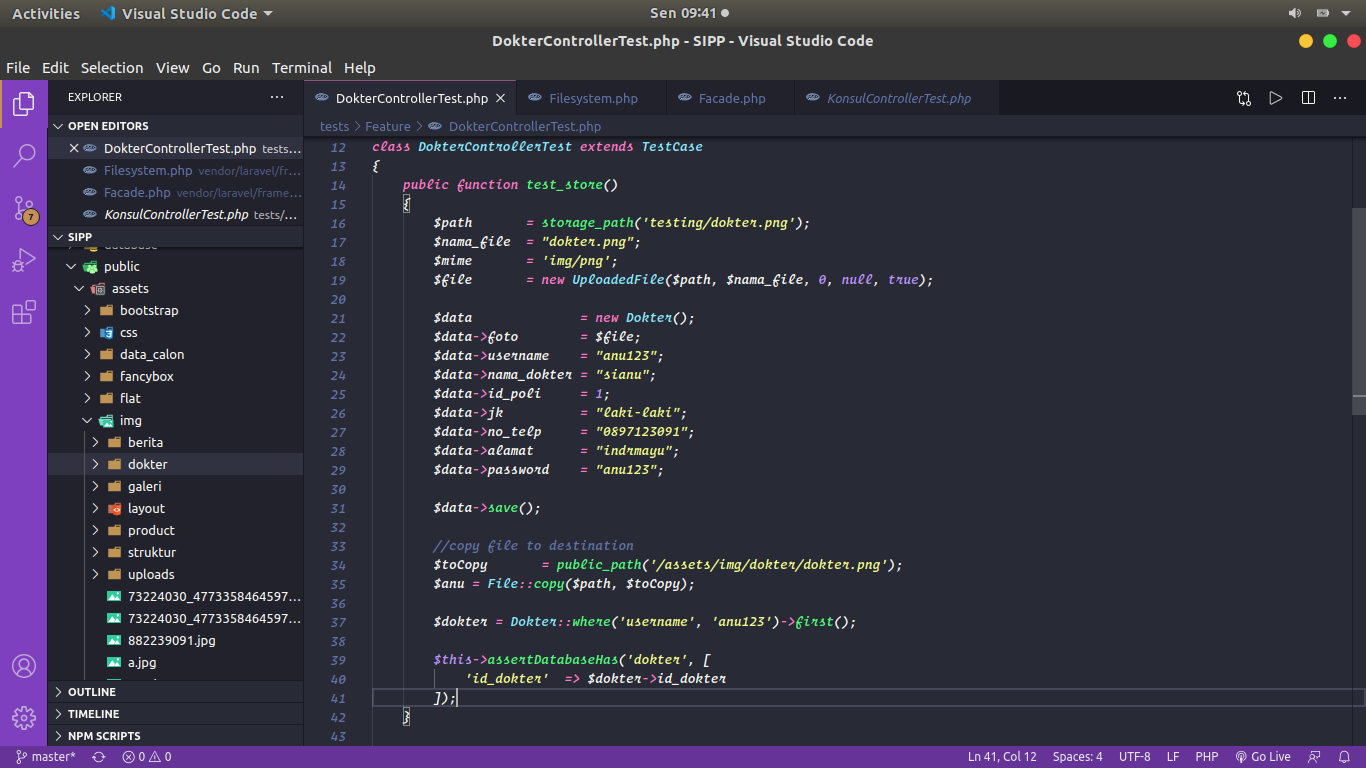 Activities Visual Studio Code Sen 09:41
DokterControllerTest.php - SIPP - Visual Studio Code
File Edit Selection View Go Run Terminal Help
EXPLORER
OPEN EDITORS
DokterControllerTest.php tests...
Filesystem.php vendor/laravel/fr...
Facade.php vendor/laravel/frame...
KonsulControllerTest.php tests/...
SIPP
database
public
assets
bootstrap
css
data_calon
fancybox
flat
img
berita
dokter
galeri
layout
product
struktur
uploads
73224030_4773358464597...
73224030_4773358464597...
882239091.jpg
a.jpg
OUTLINE
TIMELINE
NPM SCRIPTS
7
DokterControllerTest.php Filesystem.php Facade.php KonsulControllerTest.php
tests > Feature > DokterControllerTest.php
12 class DokterControllerTest extends TestCase
13 {
14 public function test_store()
15 {
16 $path = storage_path('testing/dokter.png');
17 $nama_file = "dokter.png";
18 $mime = 'img/png';
19 $file = new UploadedFile($path, $nama_file, 0, null, true);
20
21 $data = new Dokter();
22 $data->foto = $file;
23 $data->username = "anu123";
24 $data->nama_dokter = "sianu";
25 $data->id_poli = 1;
26 $data->jk = "laki-laki";
27 $data->no_telp = "0897123091";
28 $data->alamat = "indrmayu";
29 $data->password = "anu123";
30
31 $data->save();
32
33 //copy file to destination
34 $toCopy = public_path('/assets/img/dokter/dokter.png');
35 $anu = File::copy($path, $toCopy);
36
37 $dokter = Dokter::where('username', 'anu123')->first();
38
39 $this->assertDatabaseHas('dokter', [
40 'id_dokter' => $dokter->id_dokter
41 ]);
42 }
43
master* 0 0 Ln 41, Col 12 Spaces: 4 UTF-8 LF PHP Go Live